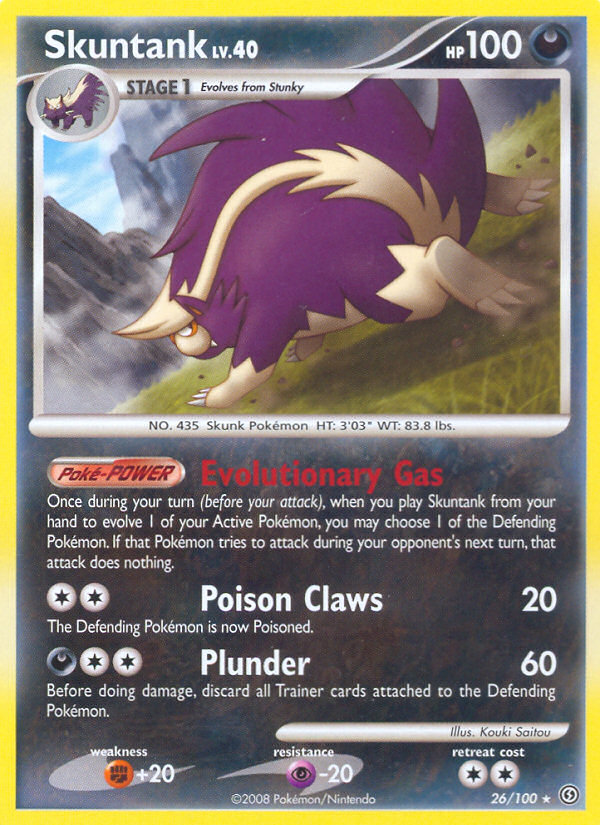 Skuntank LV.40 HP 100
STAGE 1 Evolves from Stunky
NO. 435 Skunk Pokémon HT: 3'03" WT: 83.8 lbs.
Poké-POWER Evolutionary Gas
Once during your turn (before your attack), when you play Skuntank from your
hand to evolve 1 of your Active Pokémon, you may choose 1 of the Defending
Pokémon. If that Pokémon tries to attack during your opponent's next turn, that
attack does nothing.
Poison Claws 20
The Defending Pokémon is now Poisoned.
Plunder 60
Before doing damage, discard all Trainer cards attached to the Defending
Pokémon.
Illus. Kouki Saitou
weakness resistance retreat cost
+20 -20
©2008 Pokémon/Nintendo 26/100 ★